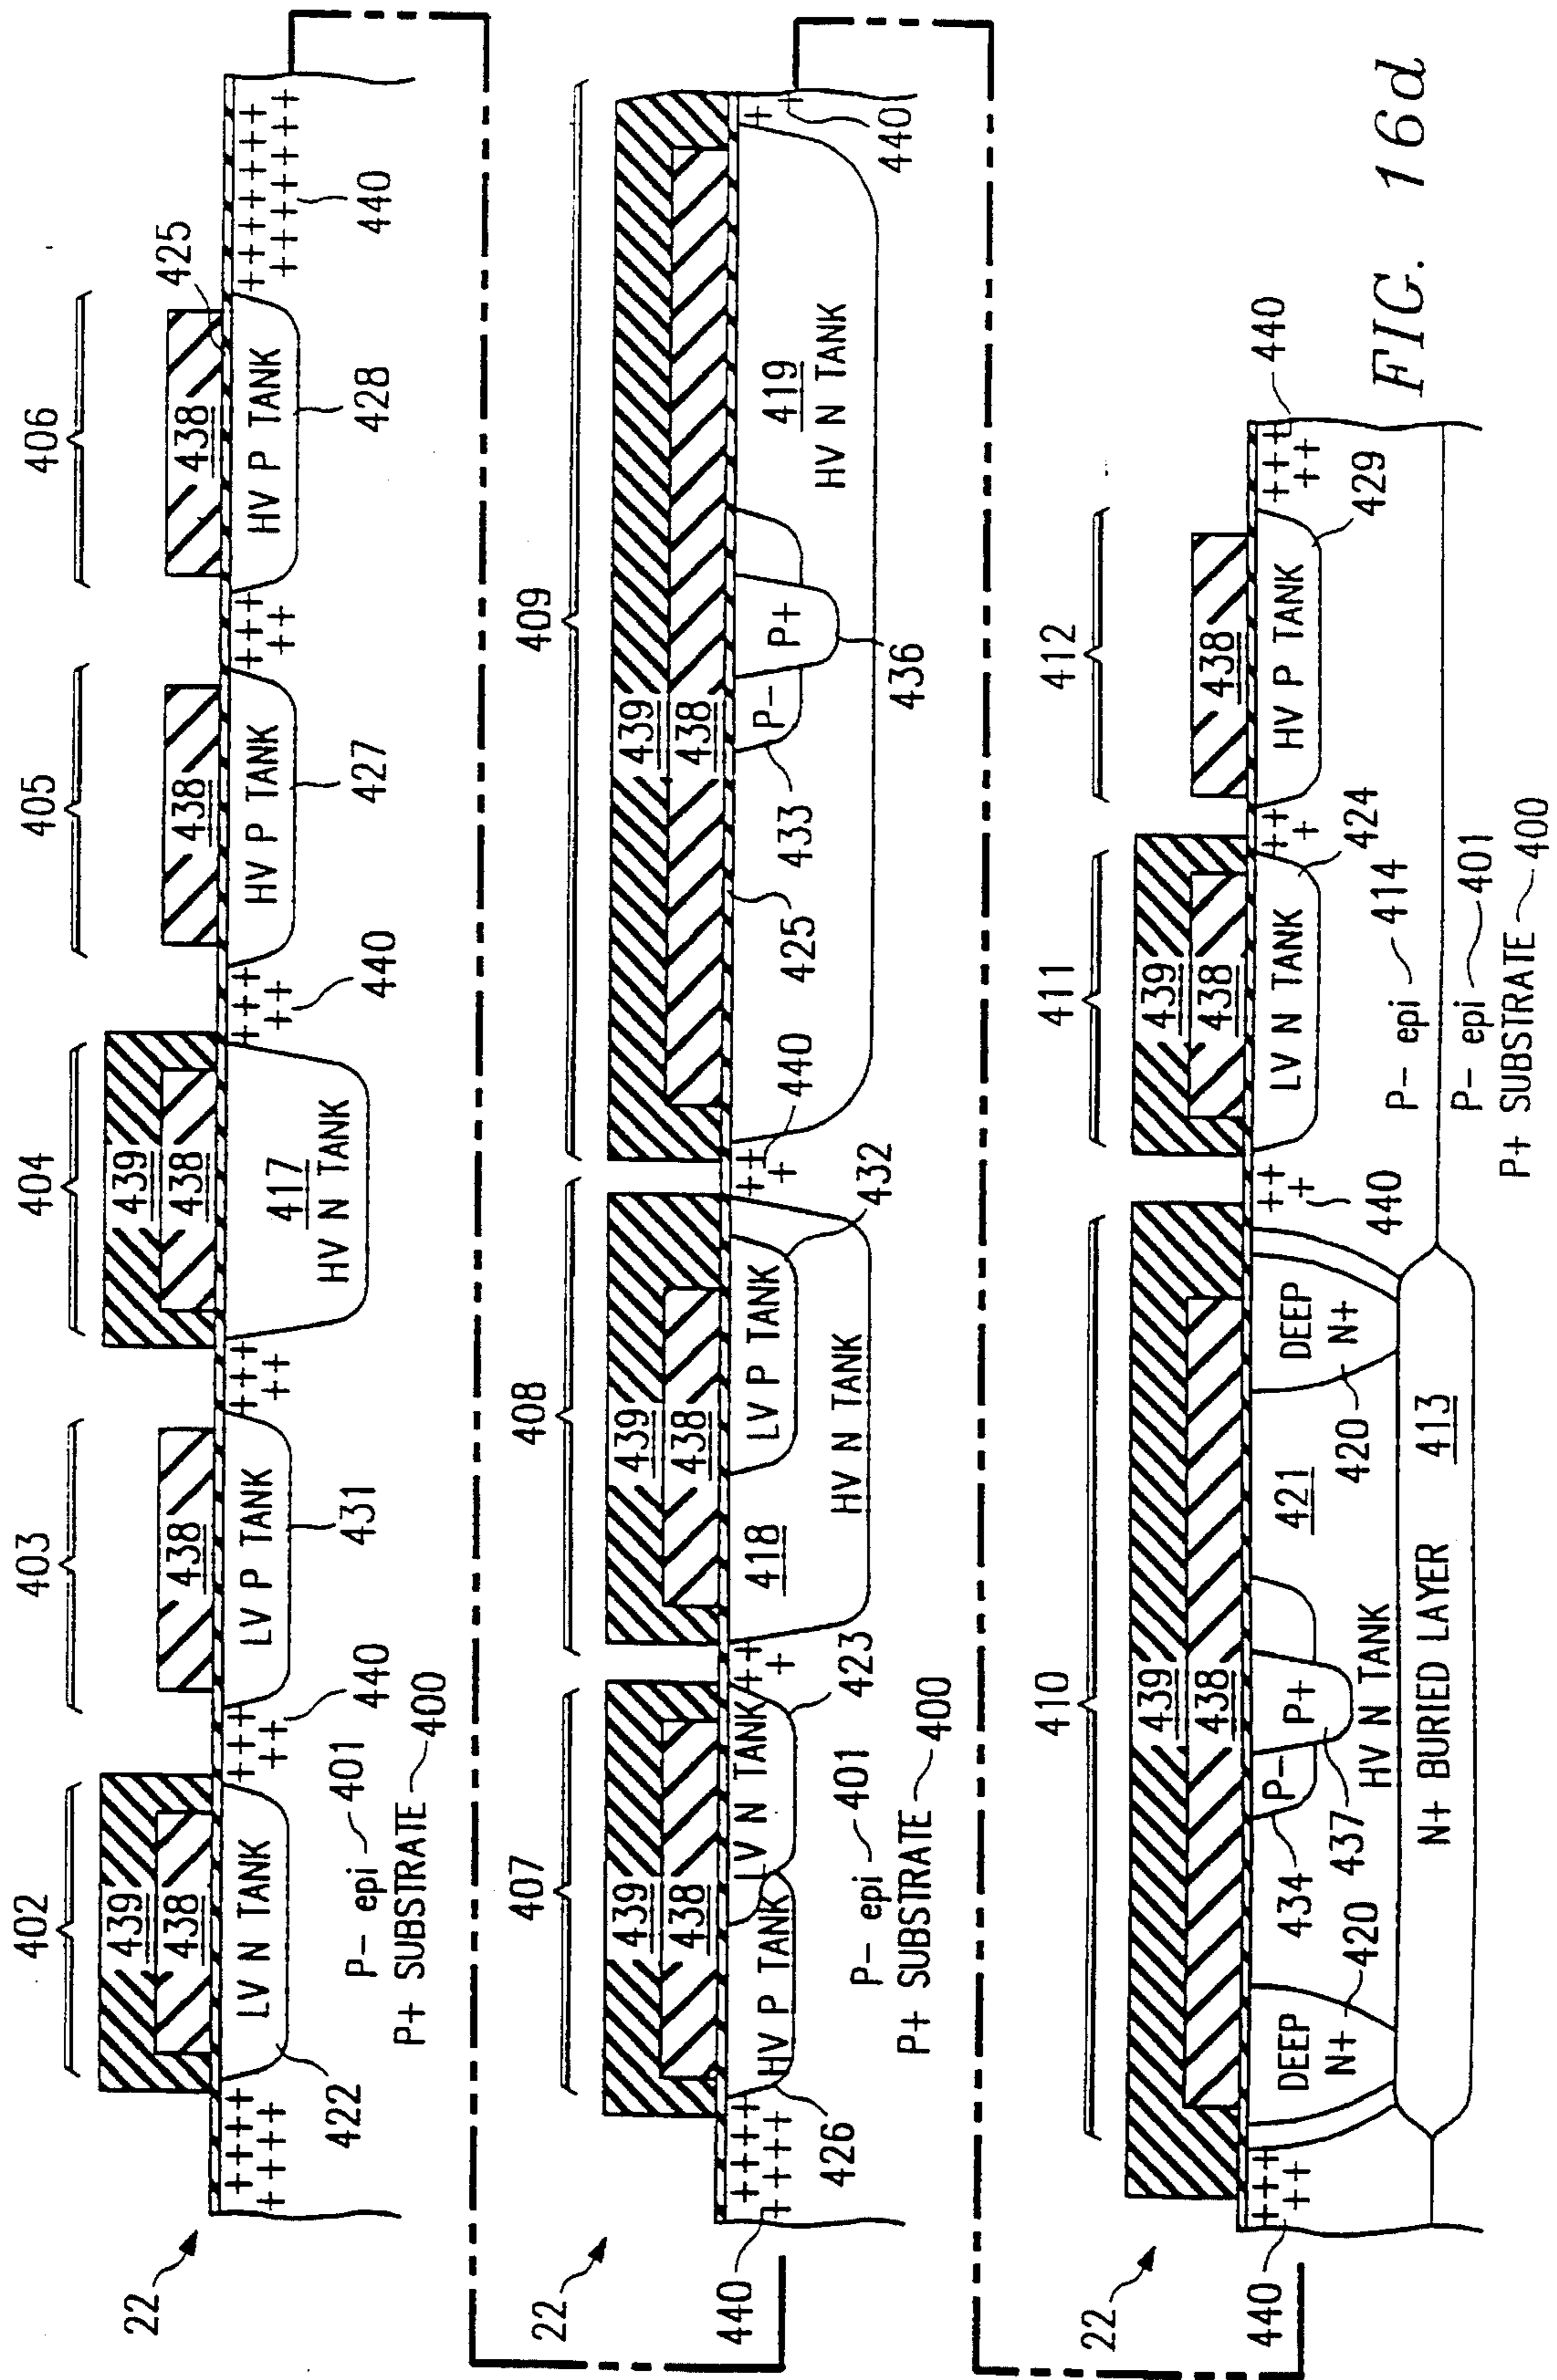 402 403 404 405 406
22
439 439 425
438 438 438 438 438
LV N TANK LV P TANK 417 HV P TANK HV P TANK
HV N TANK
422 440 431 440 427 428 440
P- epi 401
P+ SUBSTRATE 400
407 408 409
22
439 439 439
438 438 438
HV P TANK LV N TANK 418 LV P TANK P- P+ 419
HV N TANK HV N TANK
440 426 423 432 440 425 433 436 440
P- epi 401
P+ SUBSTRATE 400
410 411 412
22
439 439
438 438 438
DEEP N+ P- P+ 421 DEEP N+ LV N TANK HV P TANK
440 420 434 437 420 440 424 429 440
HV N TANK
N+ BURIED LAYER 413
P- epi 414
P- epi 401
P+ SUBSTRATE 400
FIG. 16d